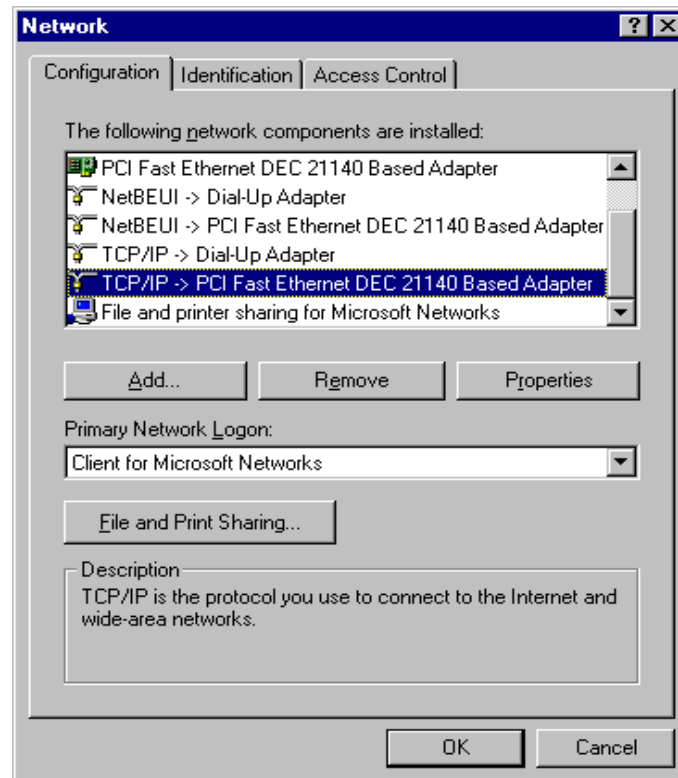 Network
Configuration Identification Access Control
The following network components are installed:
PCI Fast Ethernet DEC 21140 Based Adapter
NetBEUI -> Dial-Up Adapter
NetBEUI -> PCI Fast Ethernet DEC 21140 Based Adapter
TCP/IP -> Dial-Up Adapter
TCP/IP -> PCI Fast Ethernet DEC 21140 Based Adapter
File and printer sharing for Microsoft Networks
Add... Remove Properties
Primary Network Logon:
Client for Microsoft Networks
File and Print Sharing...
Description
TCP/IP is the protocol you use to connect to the Internet and
wide-area networks.
OK Cancel